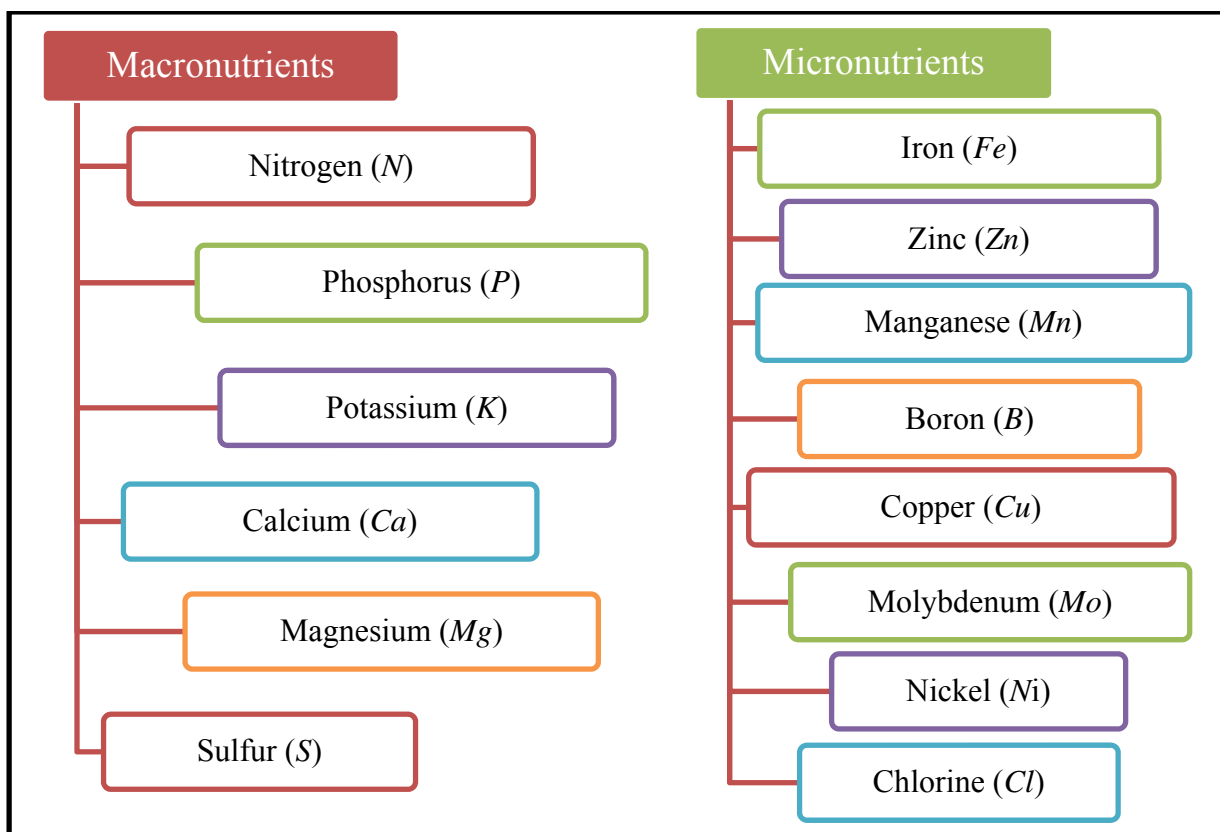 Macronutrients
Nitrogen (N)
Phosphorus (P)
Potassium (K)
Calcium (Ca)
Magnesium (Mg)
Sulfur (S)
Micronutrients
Iron (Fe)
Zinc (Zn)
Manganese (Mn)
Boron (B)
Copper (Cu)
Molybdenum (Mo)
Nickel (Ni)
Chlorine (Cl)